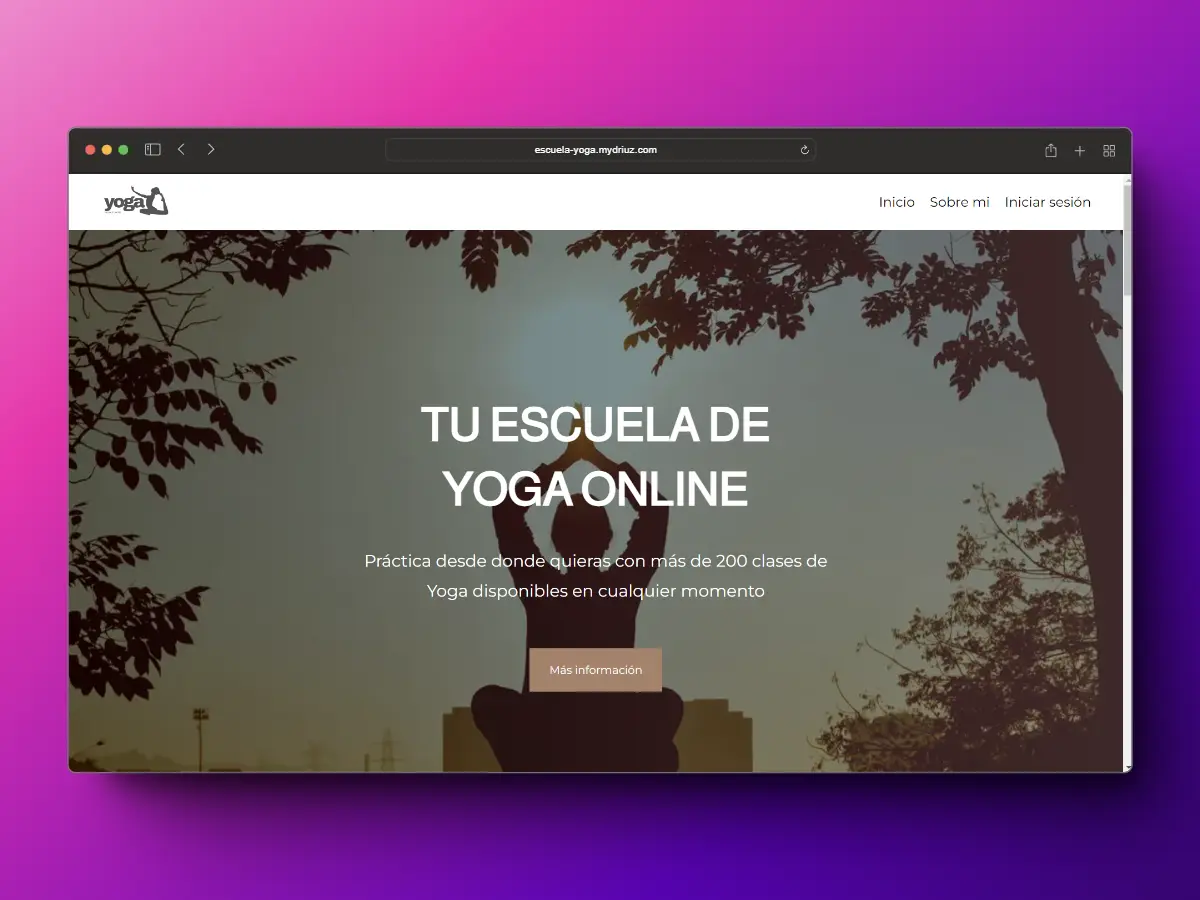 escuela-yoga.mydriuz.com
yoga
Inicio Sobre mi Iniciar sesión
TU ESCUELA DE
YOGA ONLINE
Práctica desde donde quieras con más de 200 clases de
Yoga disponibles en cualquier momento
Más información